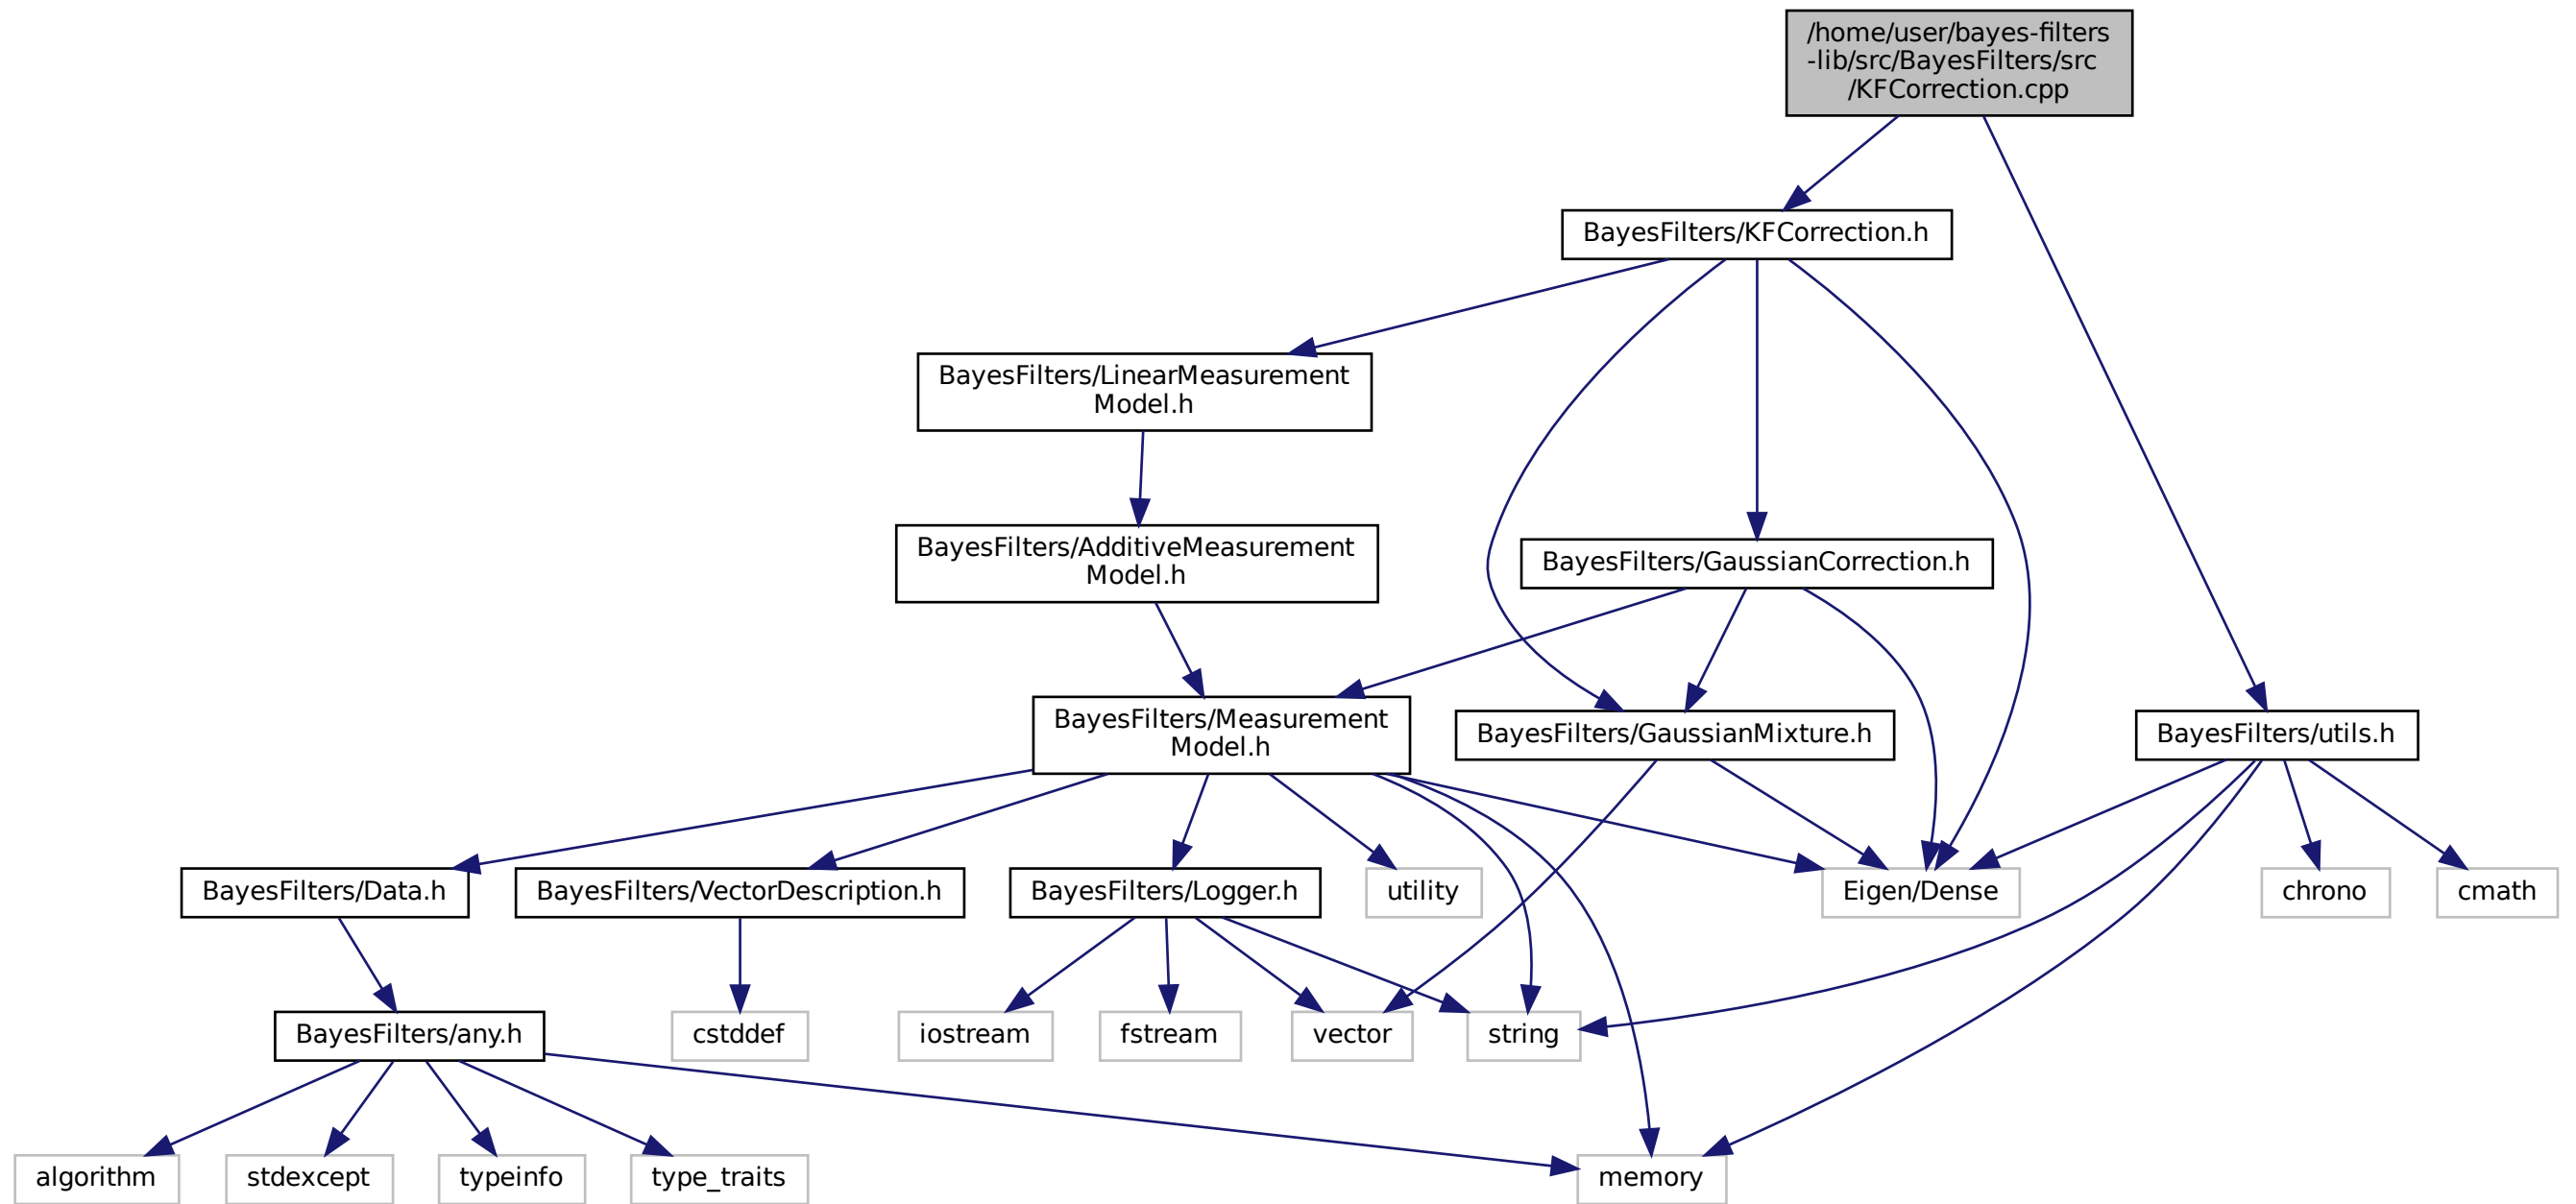 /home/user/bayes-filters
-lib/src/BayesFilters/src
/KFCorrection.cpp
BayesFilters/KFCorrection.h
BayesFilters/LinearMeasurement
Model.h
BayesFilters/AdditiveMeasurement
Model.h
BayesFilters/GaussianCorrection.h
BayesFilters/Measurement
Model.h
BayesFilters/GaussianMixture.h
BayesFilters/utils.h
BayesFilters/Data.h
BayesFilters/VectorDescription.h
BayesFilters/Logger.h
utility
Eigen/Dense
chrono
cmath
BayesFilters/any.h
cstddef
iostream
fstream
vector
string
algorithm
stdexcept
typeinfo
type_traits
memory